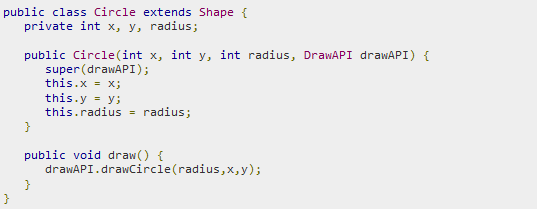 public class Circle extends Shape {
   private int x, y, radius;

   public Circle(int x, int y, int radius, DrawAPI drawAPI) {
      super(drawAPI);
      this.x = x;
      this.y = y;
      this.radius = radius;
   }

   public void draw() {
      drawAPI.drawCircle(radius,x,y);
   }
}